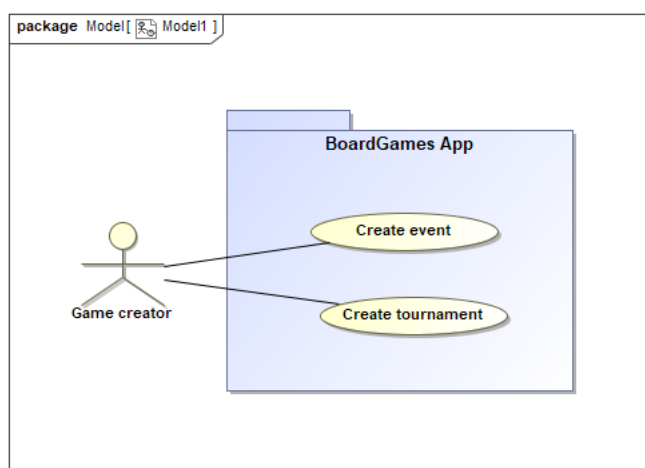 package Model[ Model1 ]
BoardGames App
Create event
Create tournament
Game creator